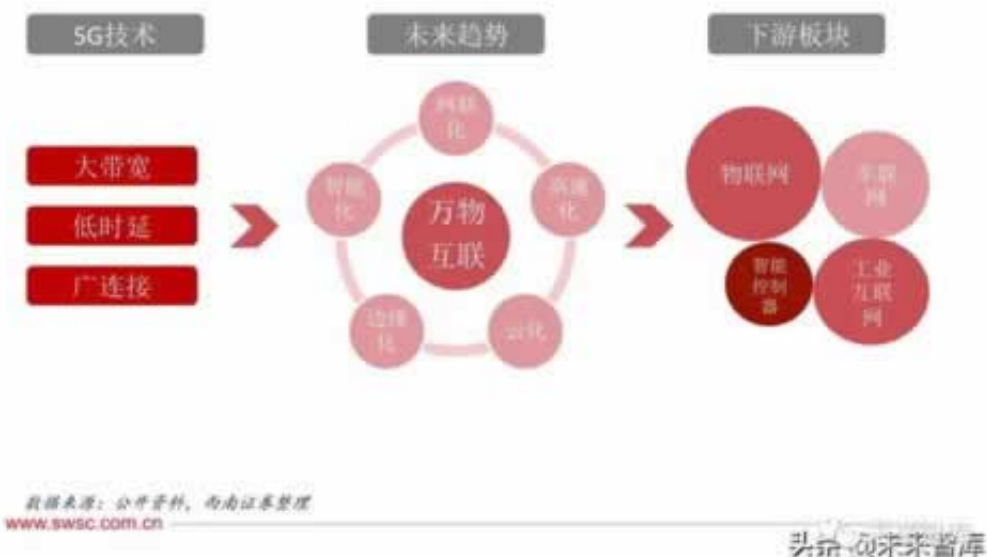 5G技术
未来趋势
下游板块
大带宽
低时延
广连接
网联
化
智能
化
高速
化
万物
互联
边缘
化
云化
物联网
车联
网
智能
控制
器
工业
互联
网
数据来源：公开资料，西南证券整理
www.swsc.com.cn
头条 @未来智库